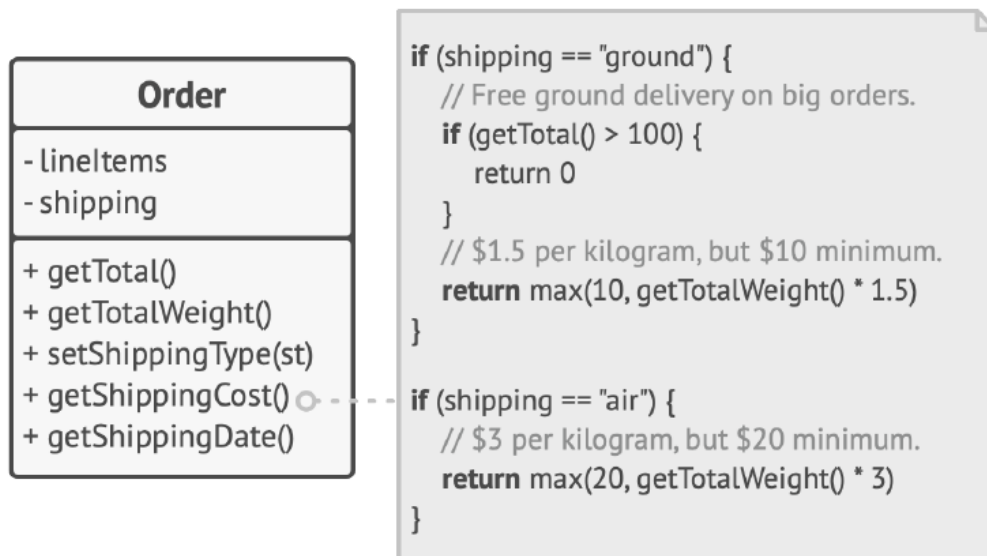 Order
- lineItems
- shipping
+ getTotal()
+ getTotalWeight()
+ setShippingType(st)
+ getShippingCost()
+ getShippingDate()
if (shipping == "ground") {
// Free ground delivery on big orders.
if (getTotal() > 100) {
return 0
}
// $1.5 per kilogram, but $10 minimum.
return max(10, getTotalWeight() * 1.5)
}
if (shipping == "air") {
// $3 per kilogram, but $20 minimum.
return max(20, getTotalWeight() * 3)
}